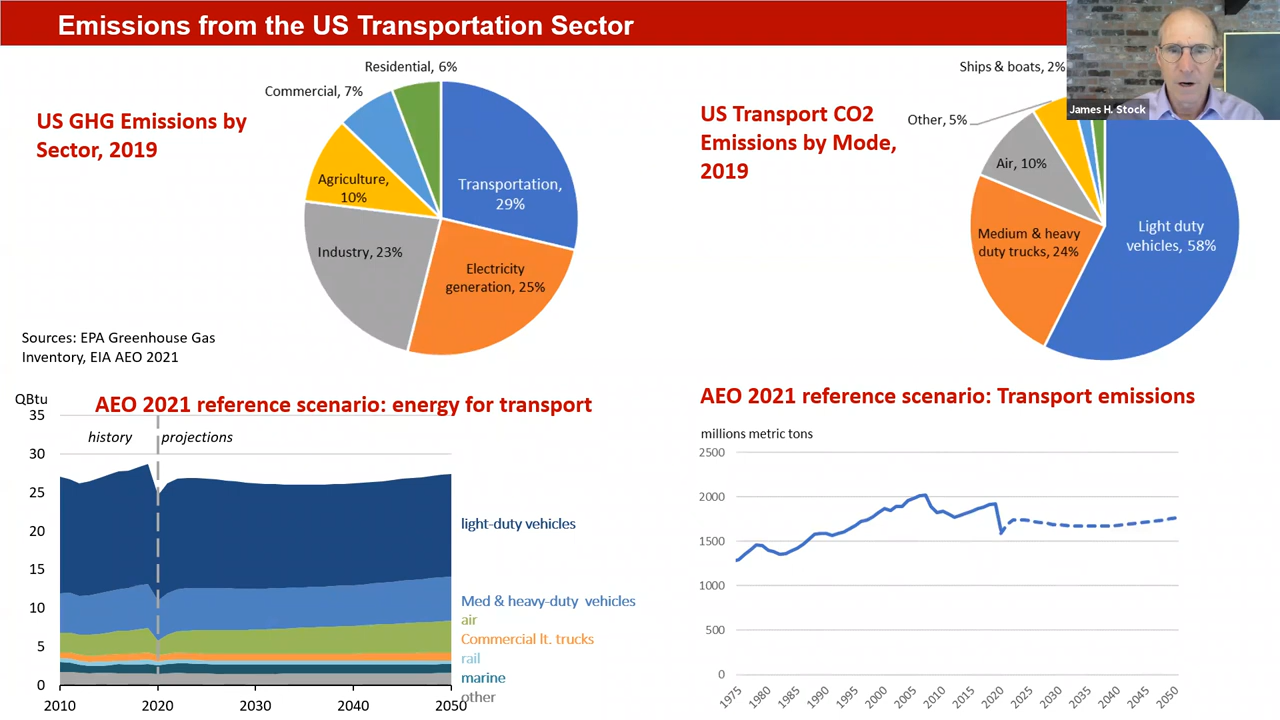 Emissions from the US Transportation Sector
James H. Stock
US GHG Emissions by
Sector, 2019
Residential, 6%
Commercial, 7%
Agriculture,
10%
Industry, 23%
Transportation,
29%
Electricity
generation, 25%
Sources: EPA Greenhouse Gas
Inventory, EIA AEO 2021
US Transport CO2
Emissions by Mode,
2019
Ships & boats, 2%
Other, 5%
Air, 10%
Medium & heavy
duty trucks, 24%
Light duty
vehicles, 58%
AEO 2021 reference scenario: energy for transport
QBtu
35
30
25
20
15
10
5
0
history
projections
2010
2020
2030
2040
2050
light-duty vehicles
Med & heavy-duty vehicles
air
Commercial lt. trucks
rail
marine
other
AEO 2021 reference scenario: Transport emissions
millions metric tons
2500
2000
1500
1000
500
0
1975
1980
1985
1990
1995
2000
2005
2010
2015
2020
2025
2030
2035
2040
2045
2050